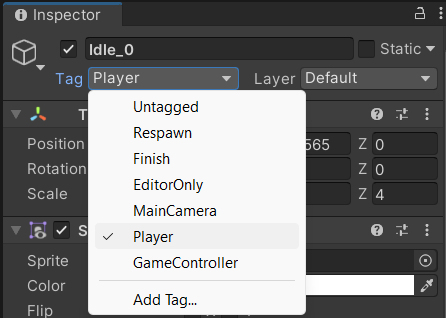 Inspector
Idle_0
Static
Tag Player Layer Default
Untagged
Respawn
Finish
EditorOnly
MainCamera
Player
GameController
Add Tag...
T
Position 565 Z 0
Rotation Z 0
Scale Z 4
S
Sprite
Color
Flip